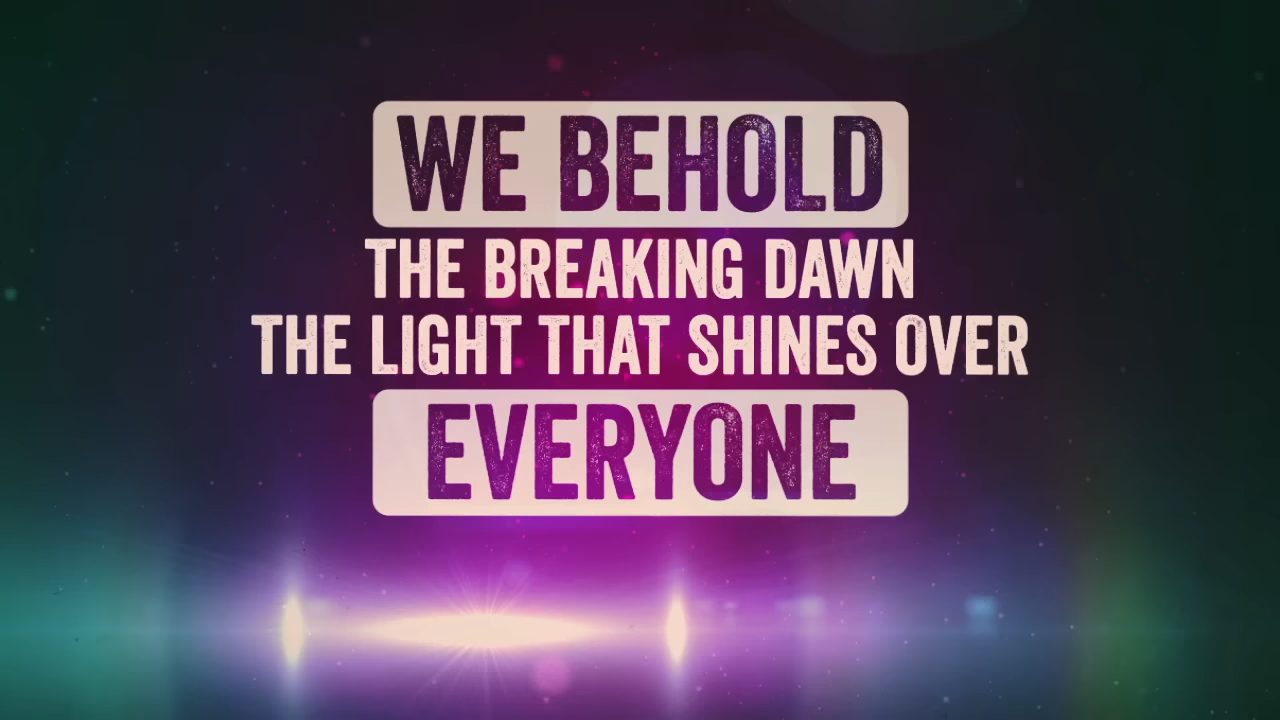 WE BEHOLD
THE BREAKING DAWN
THE LIGHT THAT SHINES OVER
EVERYONE